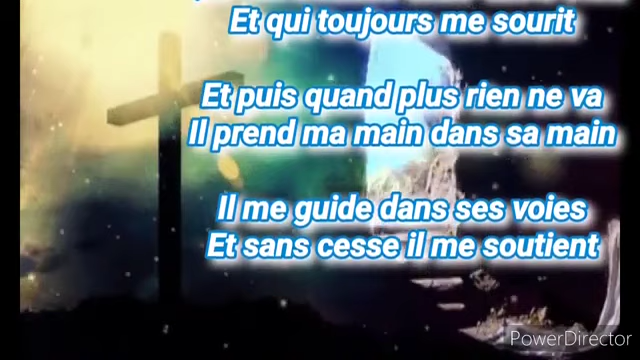 Et qui toujours me sourit
Et puis quand plus rien ne va
Il prend ma main dans sa main
Il me guide dans ses voies
Et sans cesse il me soutient
PowerDirector